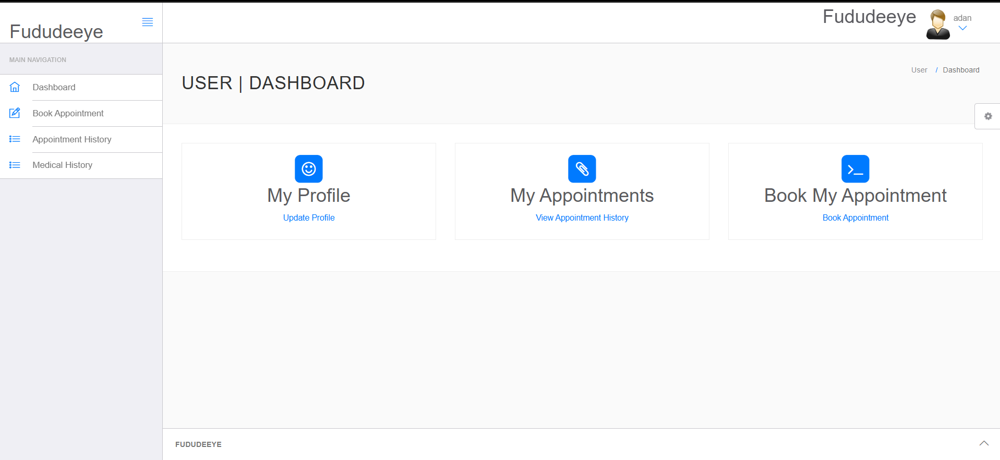 Fududeeye
Fududeeye
adan
MAIN NAVIGATION
Dashboard
Book Appointment
Appointment History
Medical History
USER | DASHBOARD
User / Dashboard
My Profile
Update Profile
My Appointments
View Appointment History
Book My Appointment
Book Appointment
FUDUDEEYE